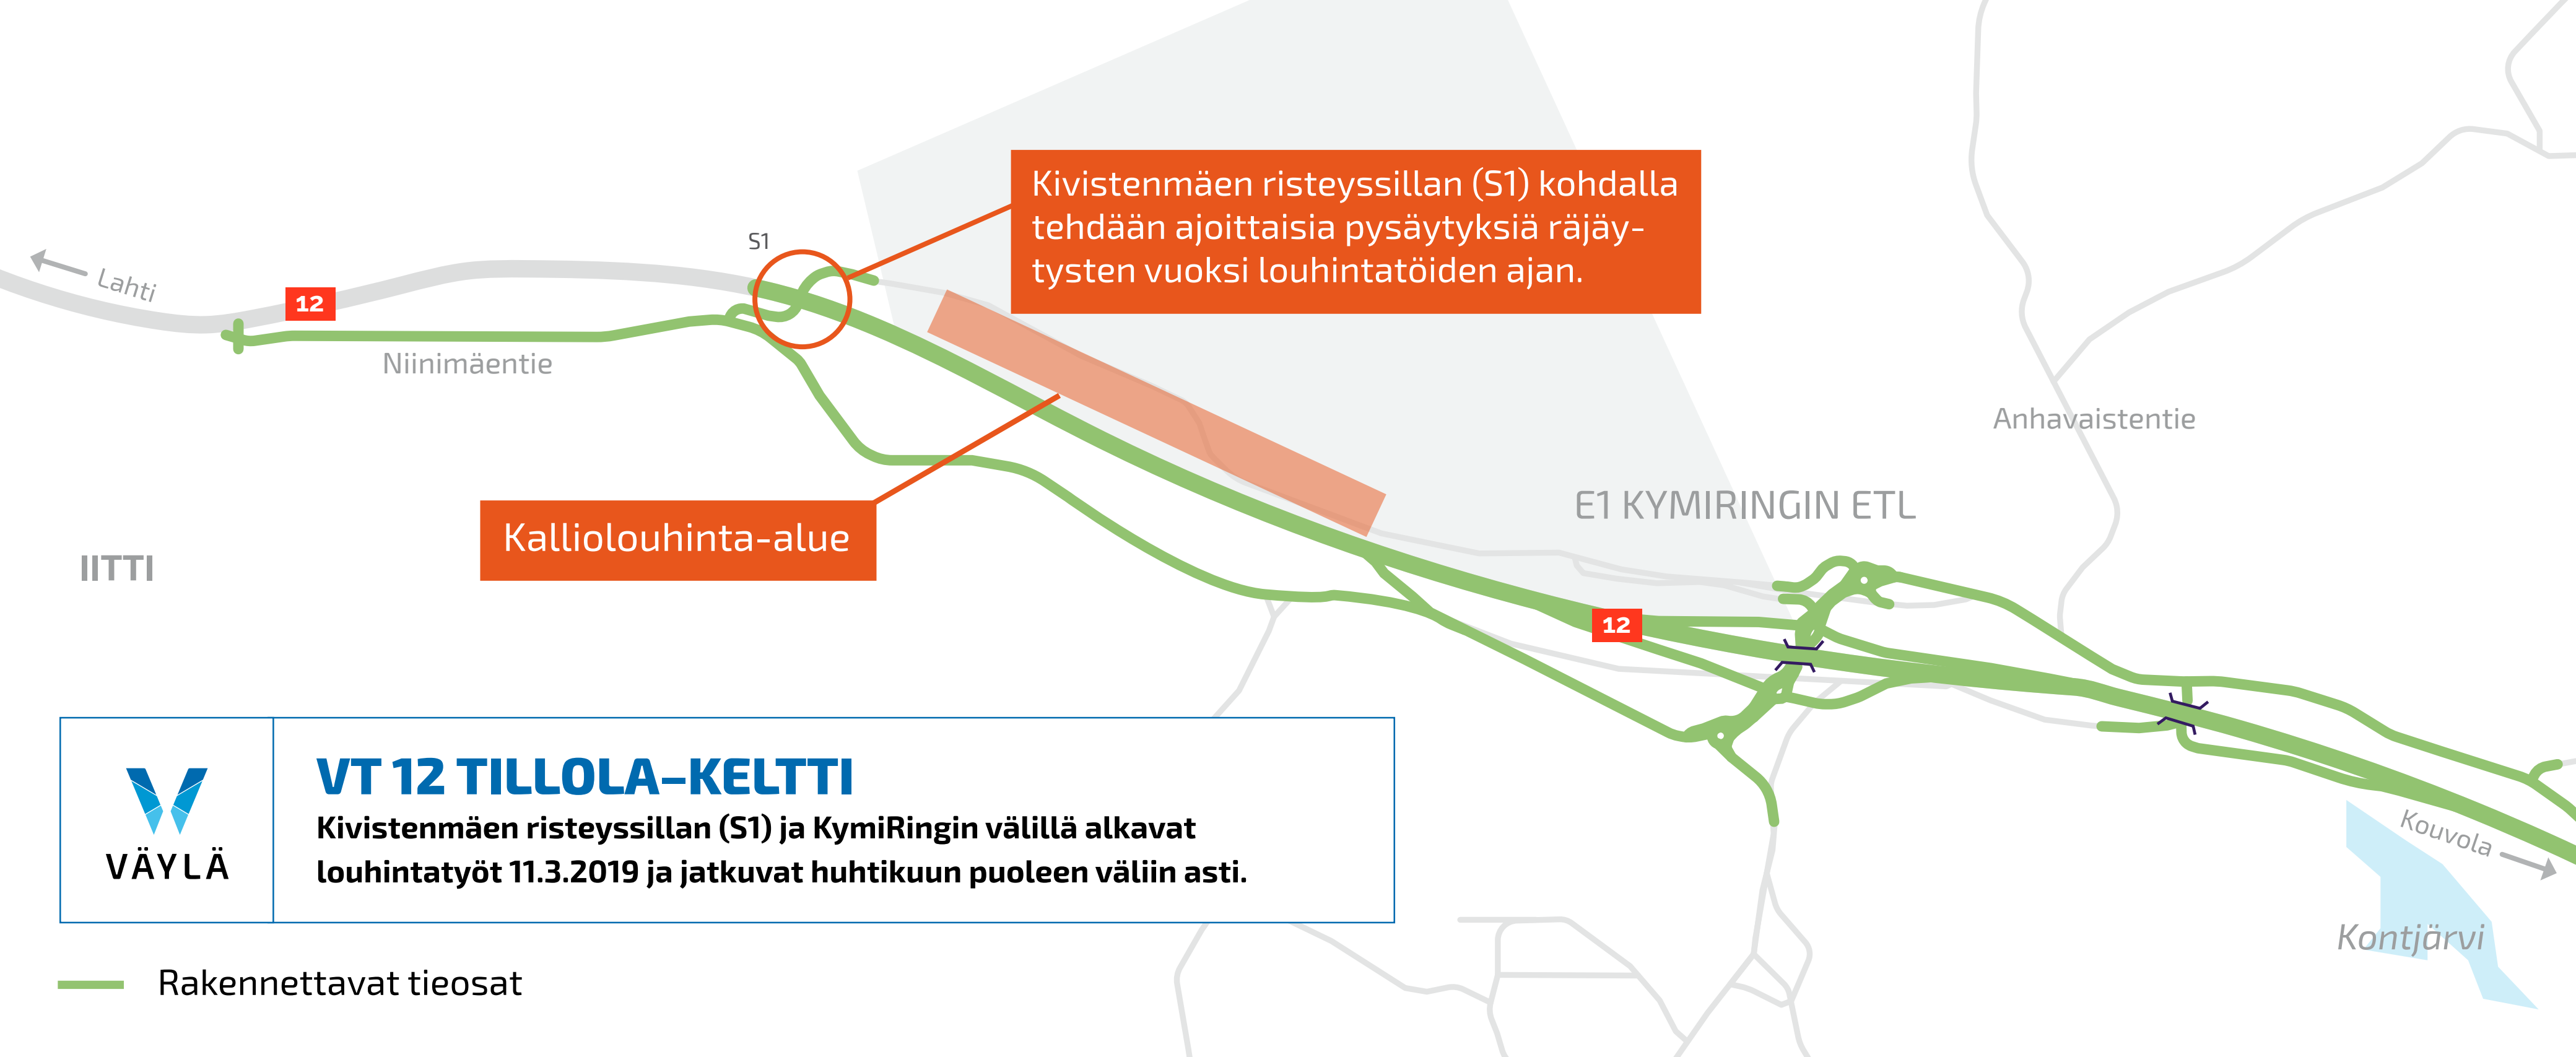 Kivistenmäen risteyssillan (S1) kohdalla
tehdään ajoittaisia pysäytyksiä räjäy-
tysten vuoksi louhintatöiden ajan.
S1
Lahti
12
Niinimäentie
Anhavaistentie
E1 KYMIRINGIN ETL
Kalliolouhinta-alue
IITTI
12
VÄYLÄ
VT 12 TILLOLA–KELTTI
Kivistenmäen risteyssillan (S1) ja KymiRingin välillä alkavat
louhintatyöt 11.3.2019 ja jatkuvat huhtikuun puoleen väliin asti.
Kouvola
Kontjärvi
Rakennettavat tieosat